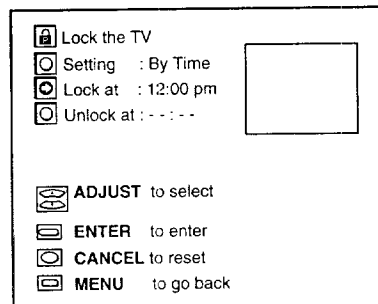 Lock the TV
Setting : By Time
Lock at : 12:00 pm
Unlock at : - - : - -
ADJUST to select
ENTER to enter
CANCEL to reset
MENU to go back